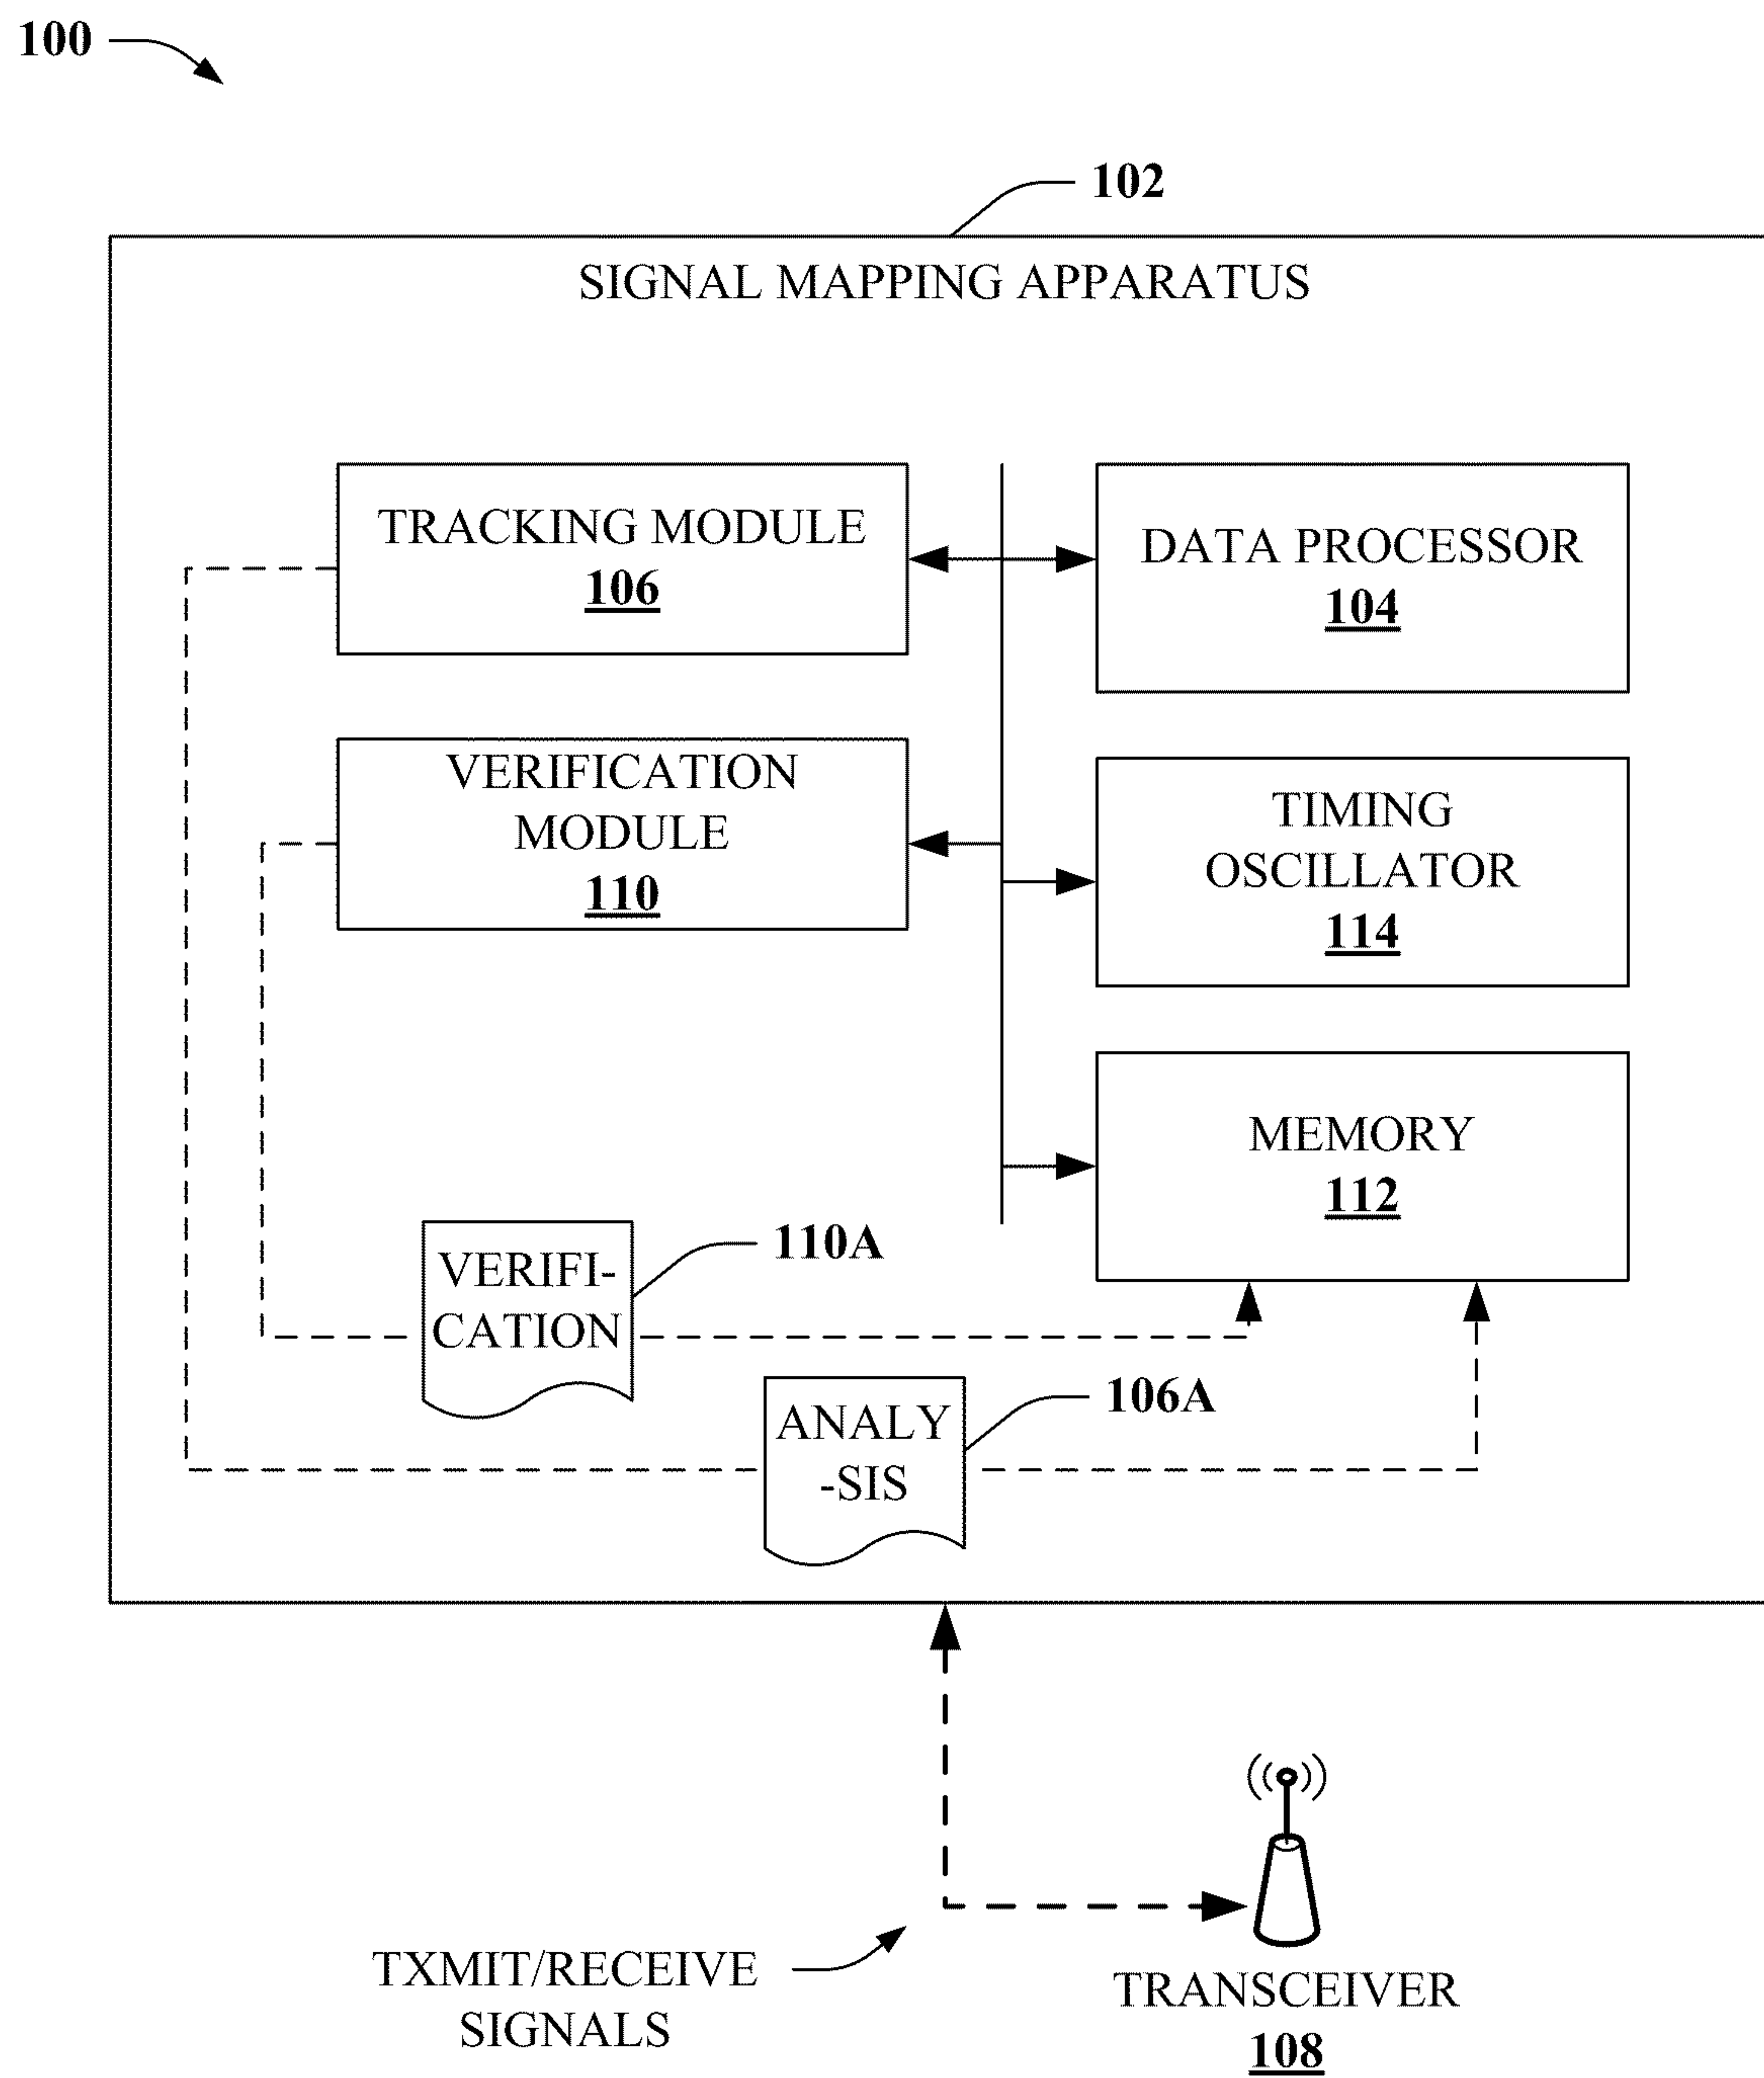 100
102
SIGNAL MAPPING APPARATUS
TRACKING MODULE
106
DATA PROCESSOR
104
VERIFICATION
MODULE
110
TIMING
OSCILLATOR
114
MEMORY
112
110A
VERIFI-
CATION
106A
ANALY
-SIS
TXMIT/RECEIVE
SIGNALS
TRANSCEIVER
108